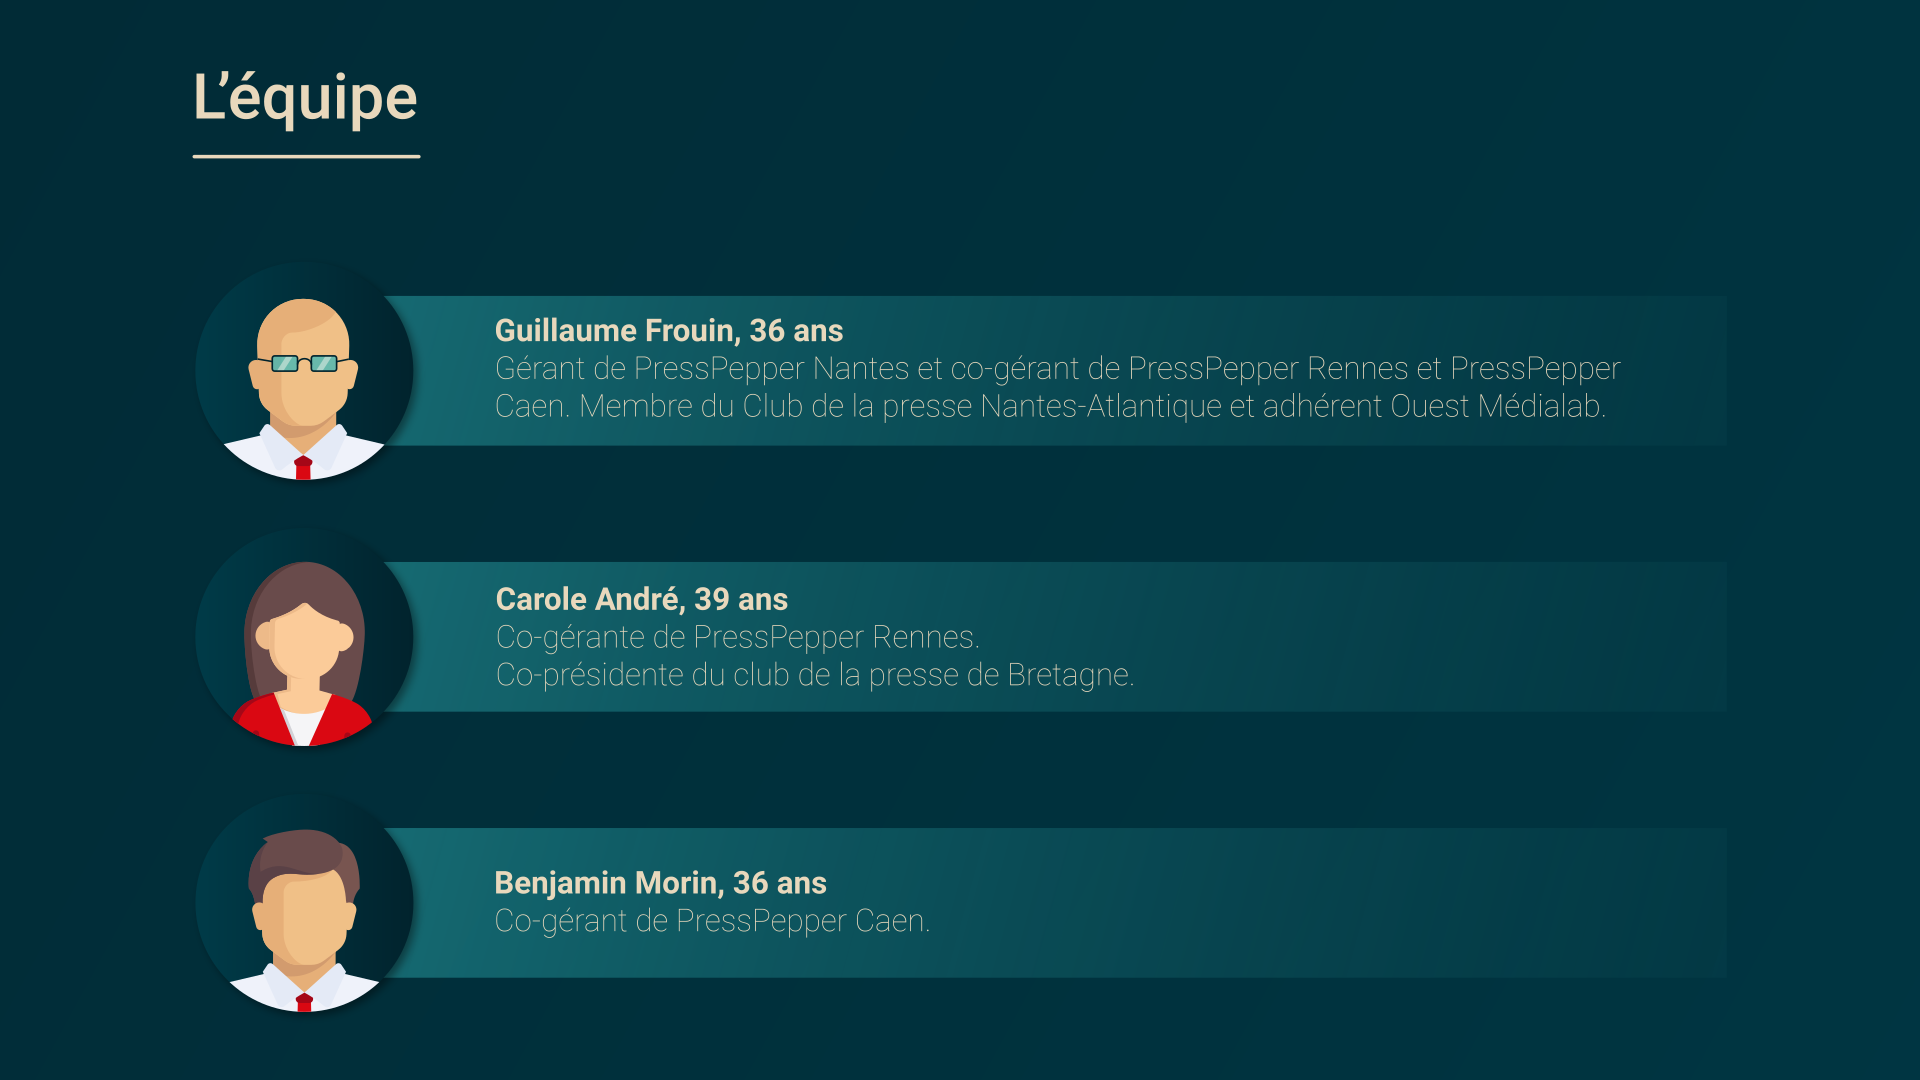 L’équipe
Guillaume Frouin, 36 ans
Gérant de PressPepper Nantes et co-gérant de PressPepper Rennes et PressPepper
Caen. Membre du Club de la presse Nantes-Atlantique et adhérent Ouest Médialab.
Carole André, 39 ans
Co-gérante de PressPepper Rennes.
Co-présidente du club de la presse de Bretagne.
Benjamin Morin, 36 ans
Co-gérant de PressPepper Caen.